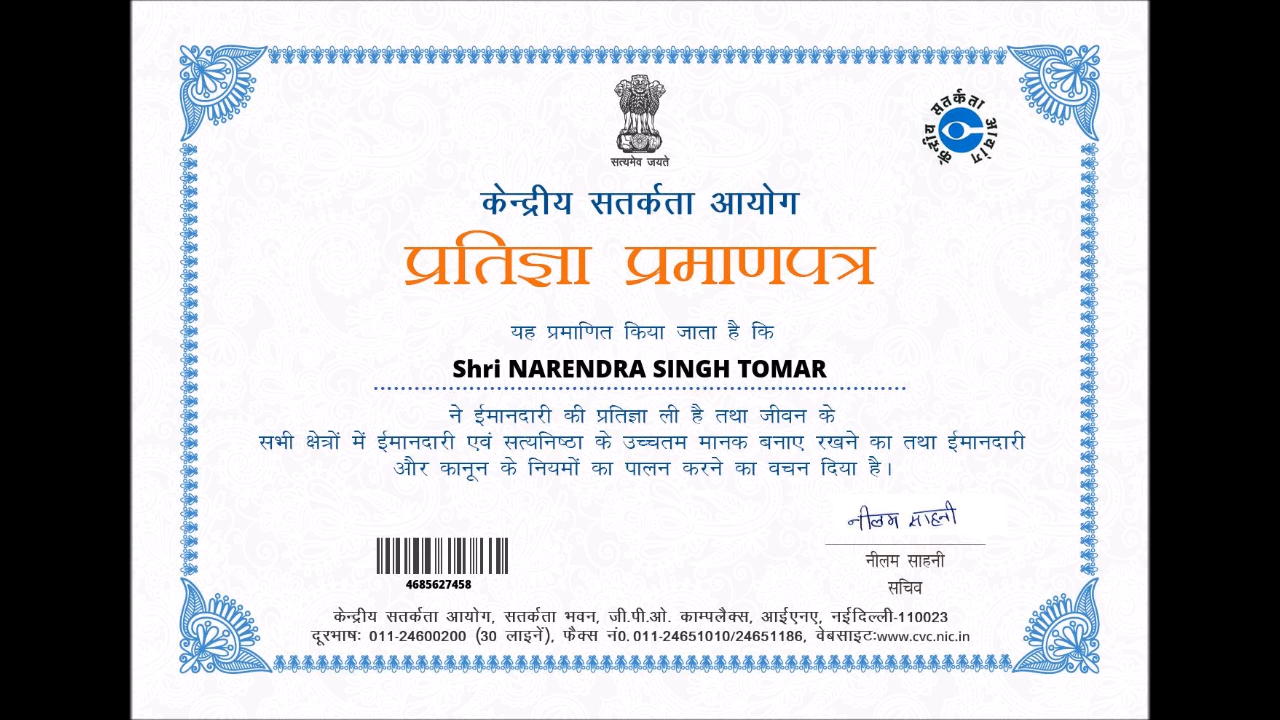 सत्यमेव जयते
केन्द्रीय सतर्कता आयोग
केन्द्रीय सतर्कता आयोग
प्रतिज्ञा प्रमाणपत्र
यह प्रमाणित किया जाता है कि
Shri NARENDRA SINGH TOMAR
ने ईमानदारी की प्रतिज्ञा ली है तथा जीवन के
सभी क्षेत्रों में ईमानदारी एवं सत्यनिष्ठा के उच्चतम मानक बनाए रखने का तथा ईमानदारी
और कानून के नियमों का पालन करने का वचन दिया है।
नीलम साहनी
नीलम साहनी
सचिव
4685627458
केन्द्रीय सतर्कता आयोग, सतर्कता भवन, जी.पी.ओ. काम्पलैक्स, आईएनए, नईदिल्ली-110023
दूरभाषः 011-24600200 (30 लाइनें), फैक्स नं0. 011-24651010/24651186, वेबसाइटःwww.cvc.nic.in